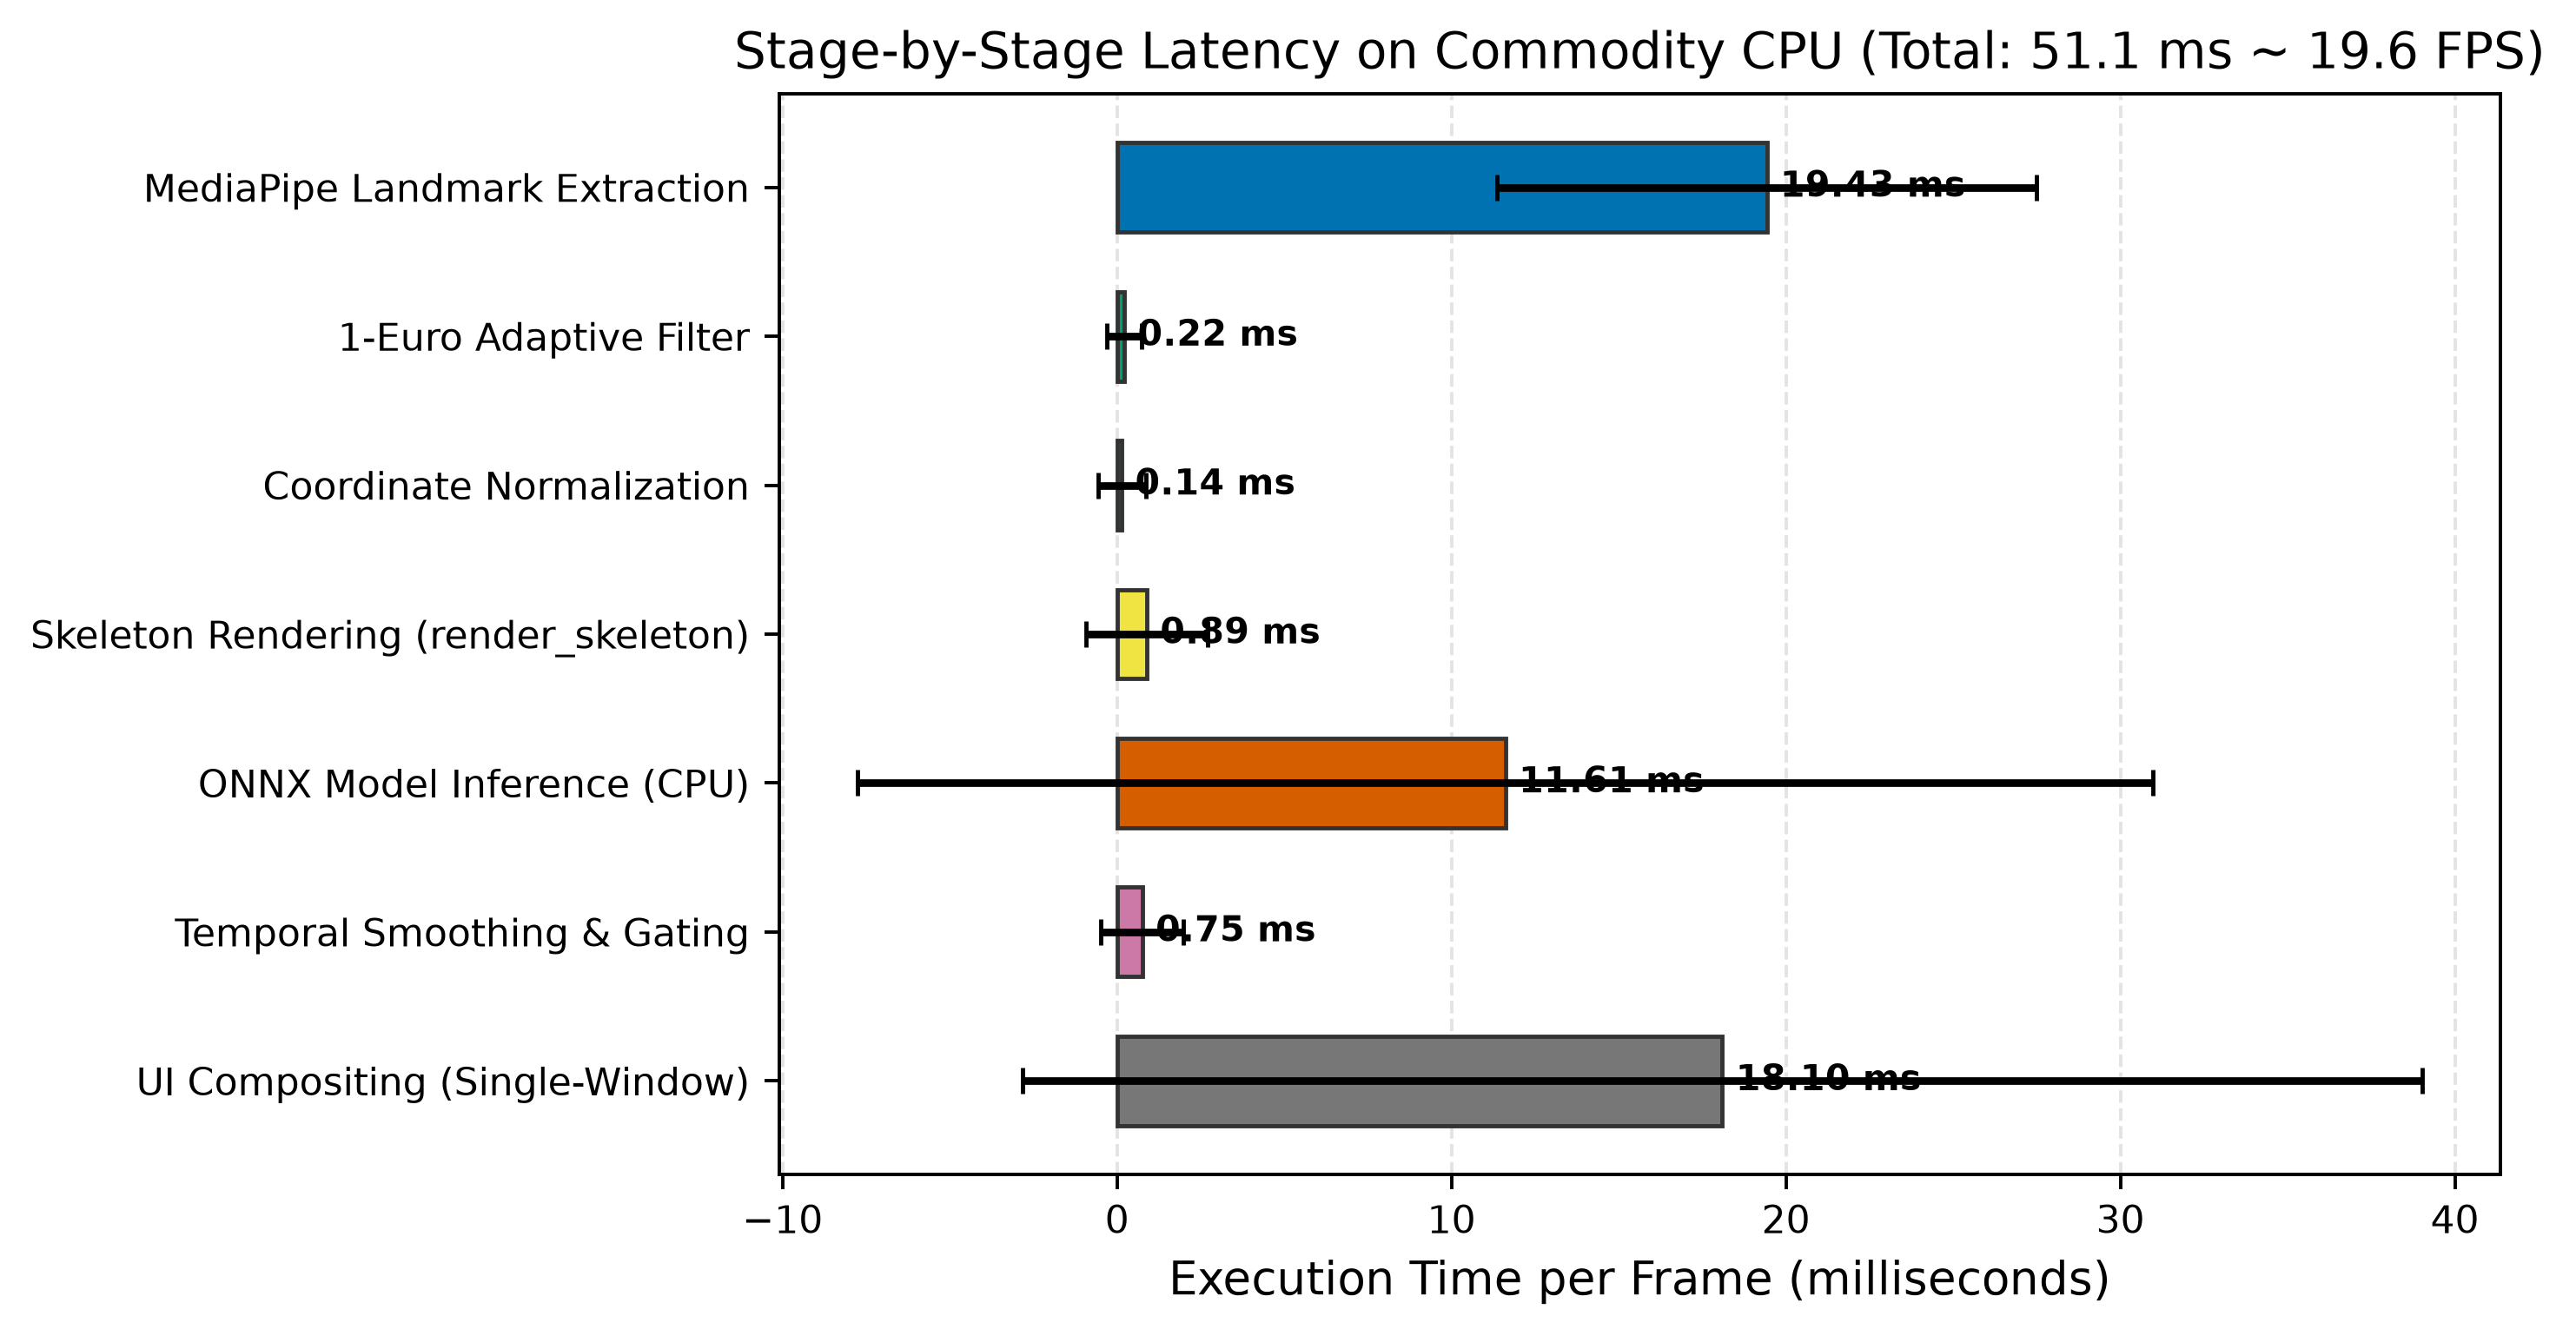 Stage-by-Stage Latency on Commodity CPU (Total: 51.1 ms ~ 19.6 FPS)
MediaPipe Landmark Extraction
19.43 ms
1-Euro Adaptive Filter
0.22 ms
Coordinate Normalization
0.14 ms
Skeleton Rendering (render_skeleton)
0.89 ms
ONNX Model Inference (CPU)
11.61 ms
Temporal Smoothing & Gating
0.75 ms
UI Compositing (Single-Window)
18.10 ms
−10 0 10 20 30 40
Execution Time per Frame (milliseconds)